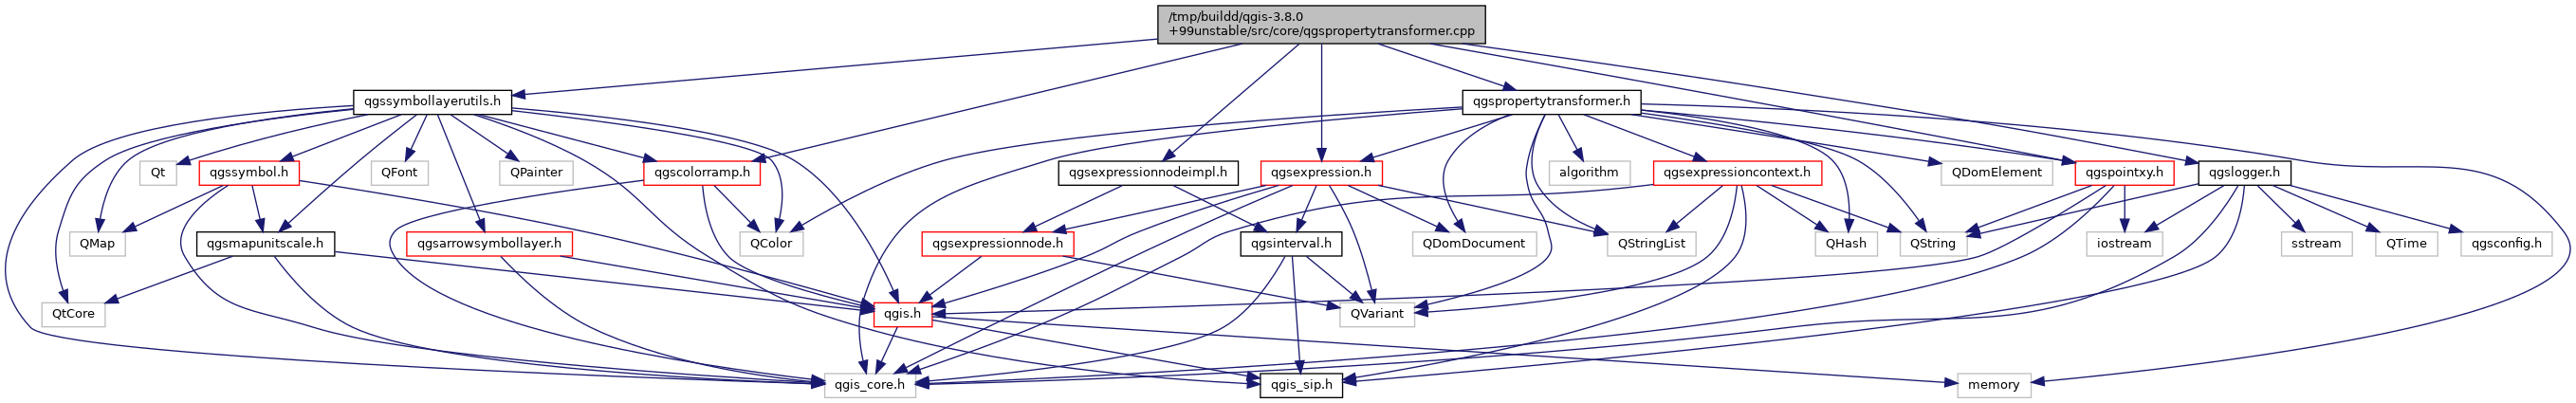 /tmp/buildd/qgis-3.8.0
+99unstable/src/core/qgspropertytransformer.cpp
qgssymbollayerutils.h
qgspropertytransformer.h
Qt
qgssymbol.h
QFont
QPainter
qgscolorramp.h
qgsexpressionnodeimpl.h
qgsexpression.h
algorithm
qgsexpressioncontext.h
QDomElement
qgspointxy.h
qgslogger.h
QMap
qgsmapunitscale.h
qgsarrowsymbollayer.h
QColor
qgsexpressionnode.h
qgsinterval.h
QDomDocument
QStringList
QHash
QString
iostream
sstream
QTime
qgsconfig.h
QtCore
qgis.h
QVariant
qgis_core.h
qgis_sip.h
memory